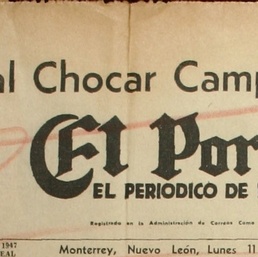 al Chocar Camp
El Por
EL PERIODICO DE
Registrado en la Administración de Correos Como
1947
REAL
Monterrey, Nuevo León, Lunes 11